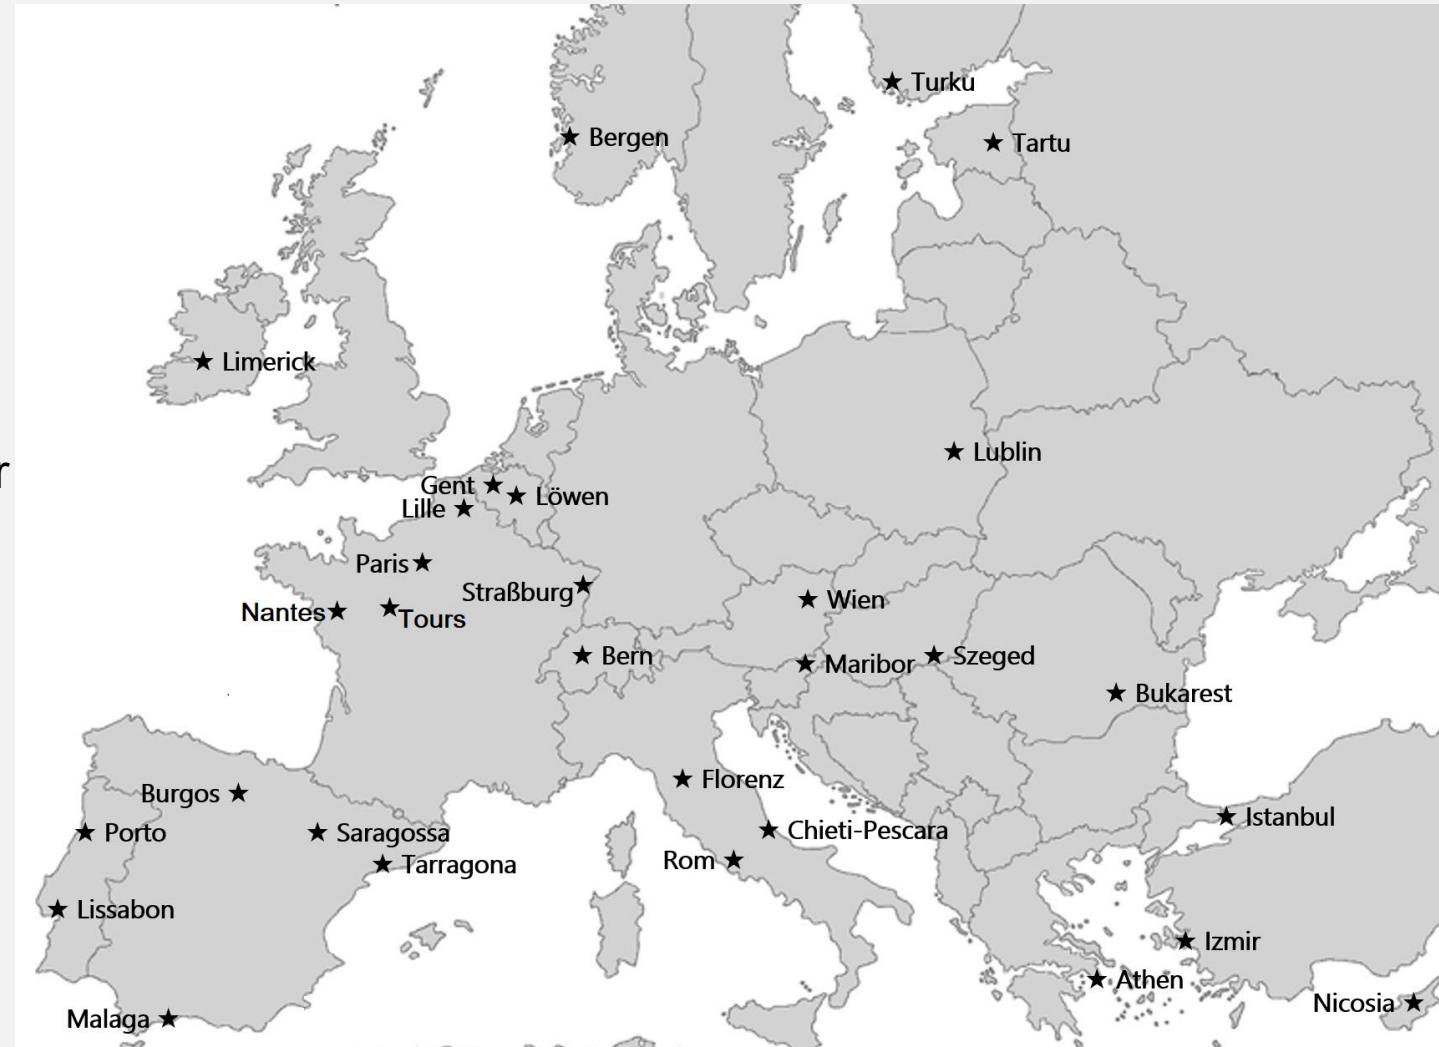 Turku
Bergen
Tartu
Limerick
Lublin
r
Gent
Löwen
Lille
Paris
Straßburg
Wien
Nantes
Tours
Bern
Maribor
Szeged
Bukarest
Florenz
Burgos
Istanbul
Porto
Saragossa
Chieti-Pescara
Rom
Tarragona
Lissabon
Izmir
Athen
Nicosia
Malaga